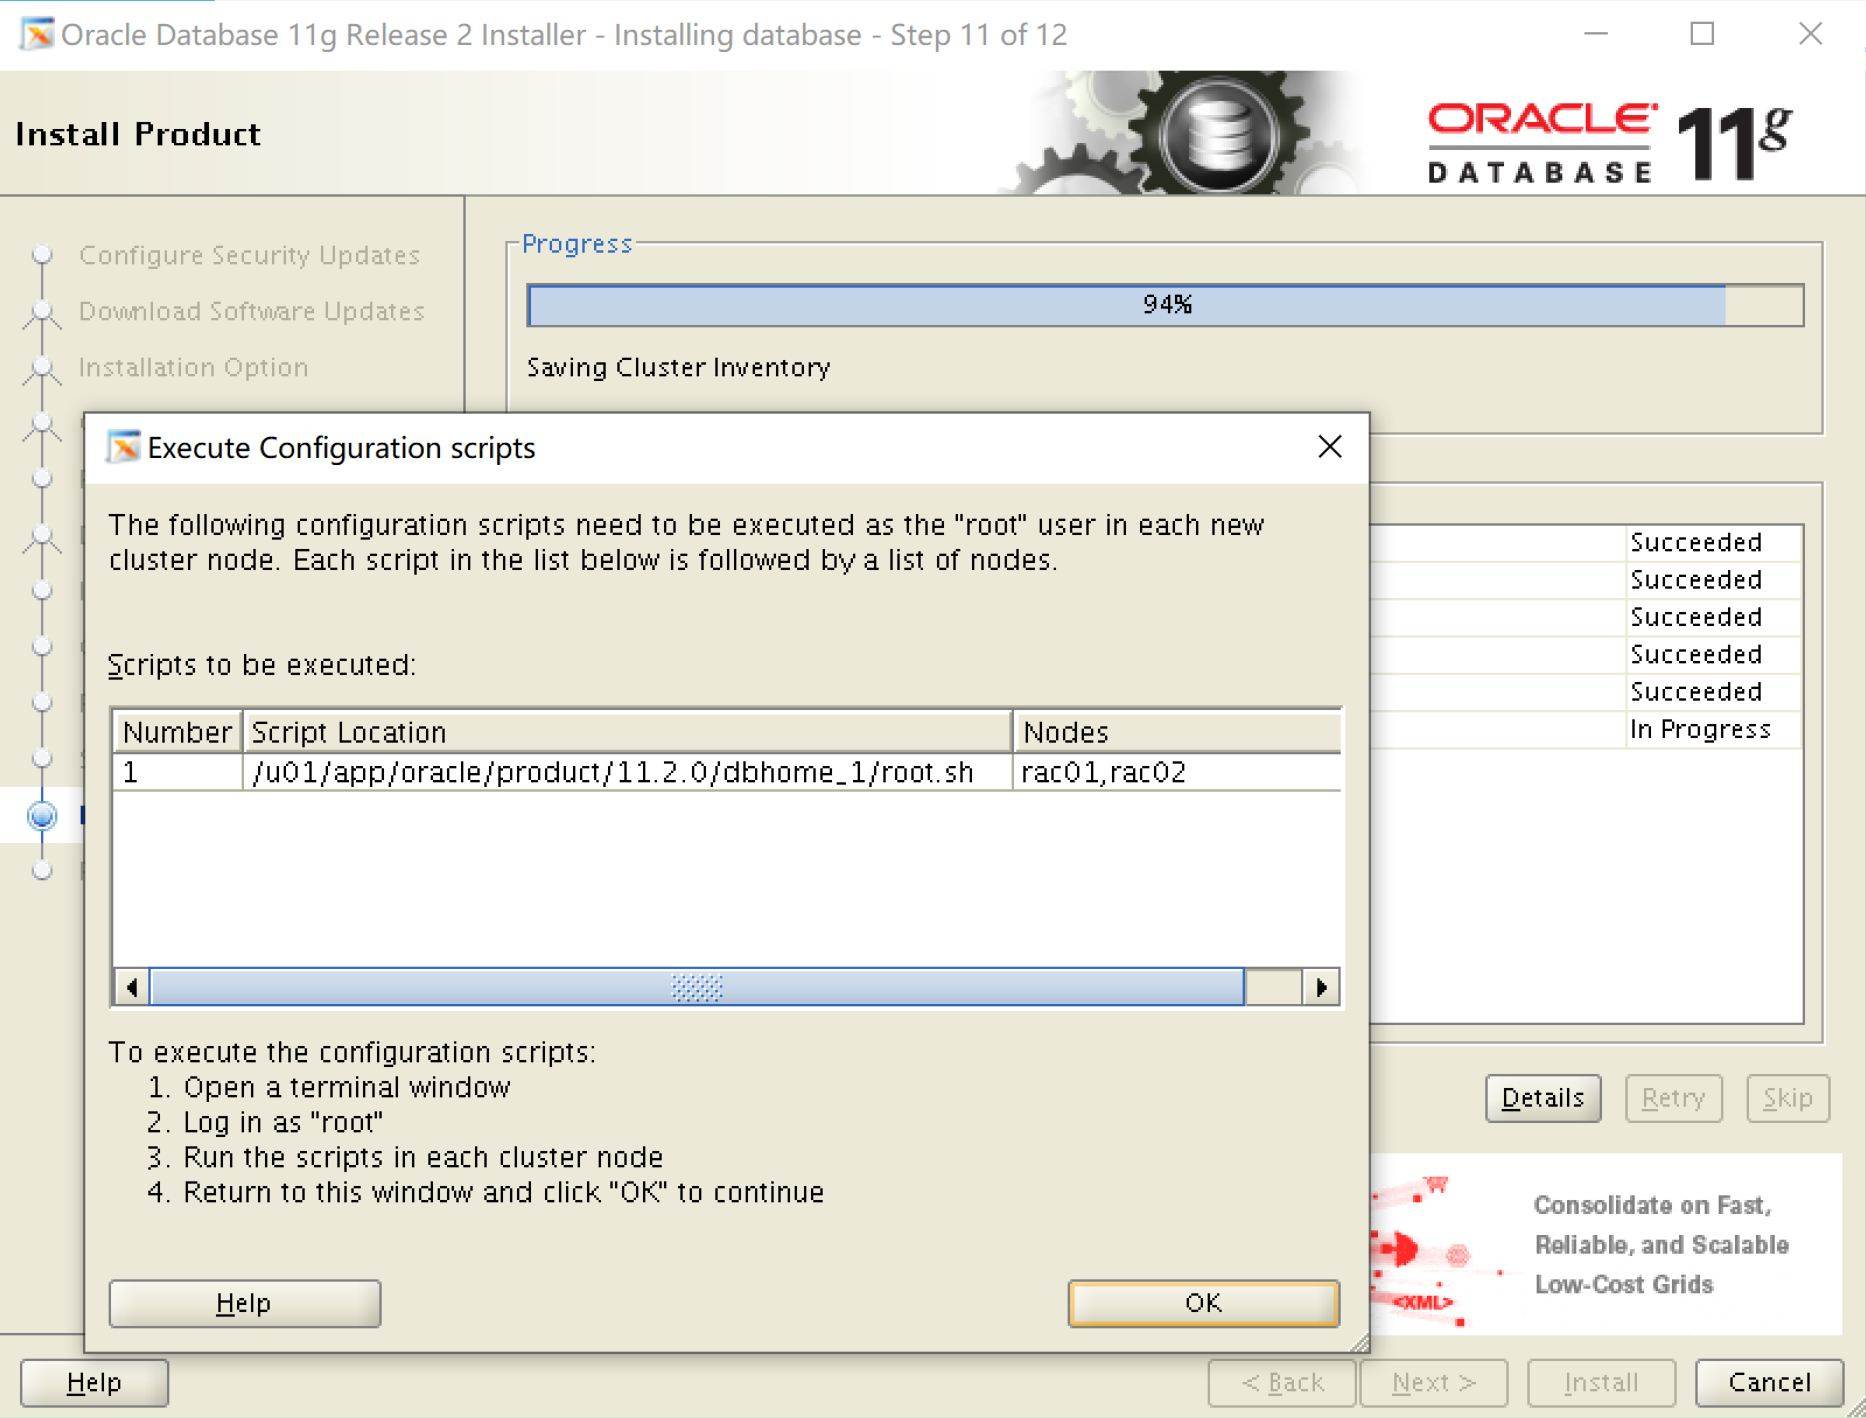 Oracle Database 11g Release 2 Installer - Installing database - Step 11 of 12
Install Product
ORACLE
DATABASE
11g
Configure Security Updates
Download Software Updates
Installation Option
Progress
94%
Saving Cluster Inventory
Succeeded
Succeeded
Succeeded
Succeeded
Succeeded
In Progress
Execute Configuration scripts
The following configuration scripts need to be executed as the "root" user in each new
cluster node. Each script in the list below is followed by a list of nodes.
Scripts to be executed:
Number Script Location Nodes
1 /u01/app/oracle/product/11.2.0/dbhome_1/root.sh rac01,rac02
To execute the configuration scripts:
1. Open a terminal window
2. Log in as "root"
3. Run the scripts in each cluster node
4. Return to this window and click "OK" to continue
Help OK
Details Retry Skip
Consolidate on Fast,
Reliable, and Scalable
Low-Cost Grids
<XML>
Help < Back Next > Install Cancel